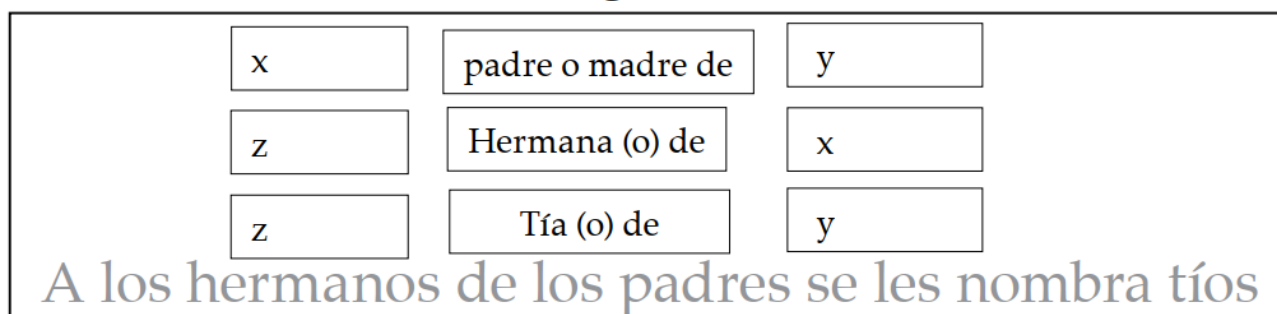 x padre o madre de y
z Hermana (o) de x
z Tía (o) de y
A los hermanos de los padres se les nombra tíos